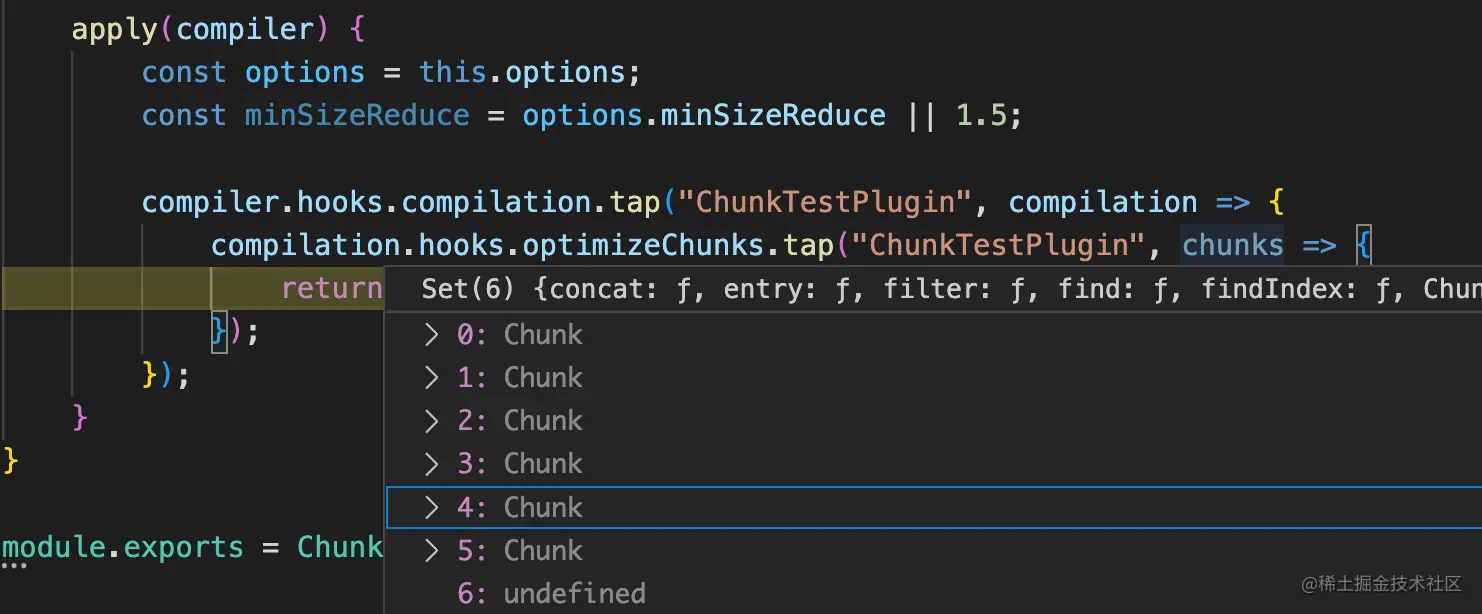 apply(compiler) {
const options = this.options;
const minSizeReduce = options.minSizeReduce || 1.5;
compiler.hooks.compilation.tap("ChunkTestPlugin", compilation => {
compilation.hooks.optimizeChunks.tap("ChunkTestPlugin", chunks => {
return
Set(6) {concat: ƒ, entry: ƒ, filter: ƒ, find: ƒ, findIndex: ƒ, Chun
});
> 0: Chunk
> 1: Chunk
});
> 2: Chunk
}
> 3: Chunk
}
> 4: Chunk
module.exports = Chunk
> 5: Chunk
6: undefined
@稀土掘金技术社区